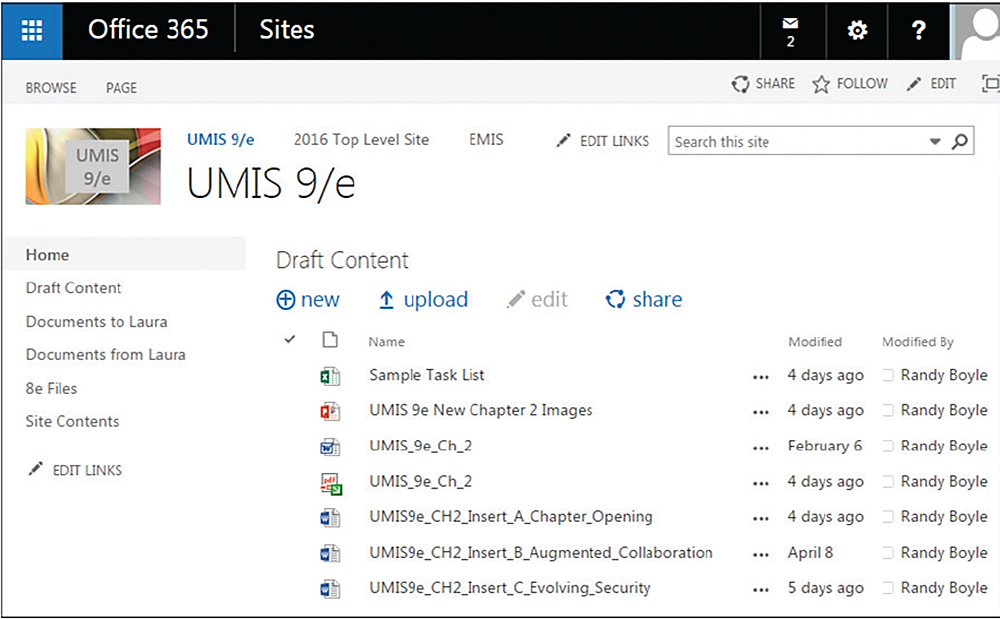 Office 365 Sites 2 ?
BROWSE PAGE SHARE FOLLOW EDIT
UMIS 9/e 2016 Top Level Site EMIS EDIT LINKS Search this site
UMIS
9/e
UMIS 9/e
Home
Draft Content
Documents to Laura
Documents from Laura
8e Files
Site Contents
EDIT LINKS
Draft Content
new upload edit share
Name Modified Modified By
Sample Task List ... 4 days ago Randy Boyle
UMIS 9e New Chapter 2 Images ... 4 days ago Randy Boyle
UMIS_9e_Ch_2 ... February 6 Randy Boyle
pdf UMIS_9e_Ch_2 ... 4 days ago Randy Boyle
UMIS9e_CH2_Insert_A_Chapter_Opening ... 4 days ago Randy Boyle
UMIS9e_CH2_Insert_B_Augmented_Collaboration ... April 8 Randy Boyle
UMIS9e_CH2_Insert_C_Evolving_Security ... 5 days ago Randy Boyle